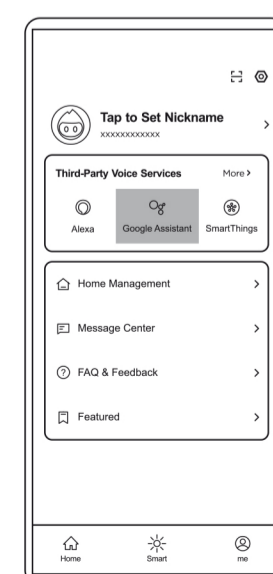 Tap to Set Nickname
xxxxxxxxxxxx
Third-Party Voice Services More
Alexa Google Assistant SmartThings
Home Management
Message Center
FAQ & Feedback
Featured
Home Smart me